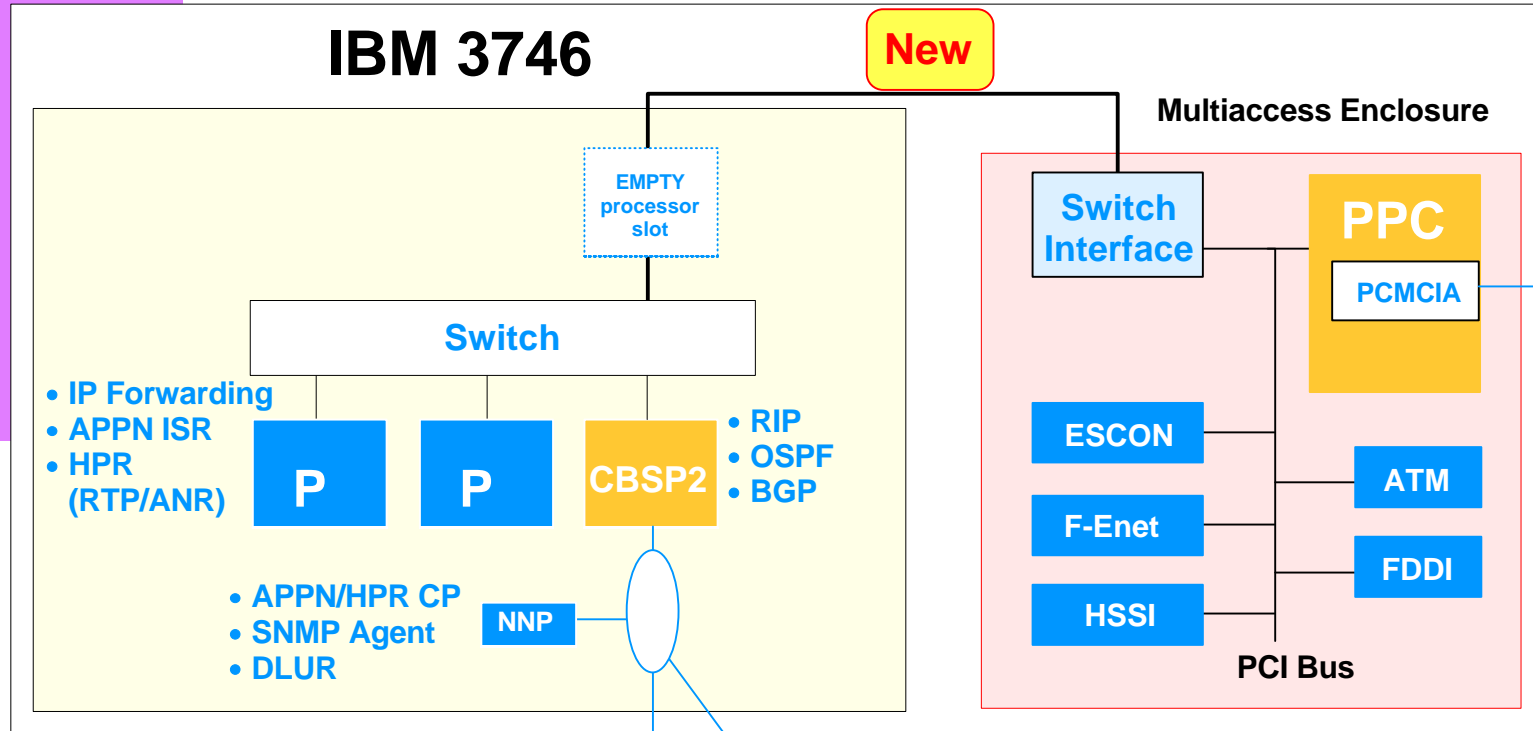 IBM 3746
New
Multiaccess Enclosure
EMPTY
processor
slot
Switch
• IP Forwarding
• APPN ISR
• HPR
(RTP/ANR)
P
P
CBSP2
• RIP
• OSPF
• BGP
• APPN/HPR CP
• SNMP Agent
• DLUR
NNP
Switch
Interface
PPC
PCMCIA
ESCON
F-Enet
HSSI
ATM
FDDI
PCI Bus